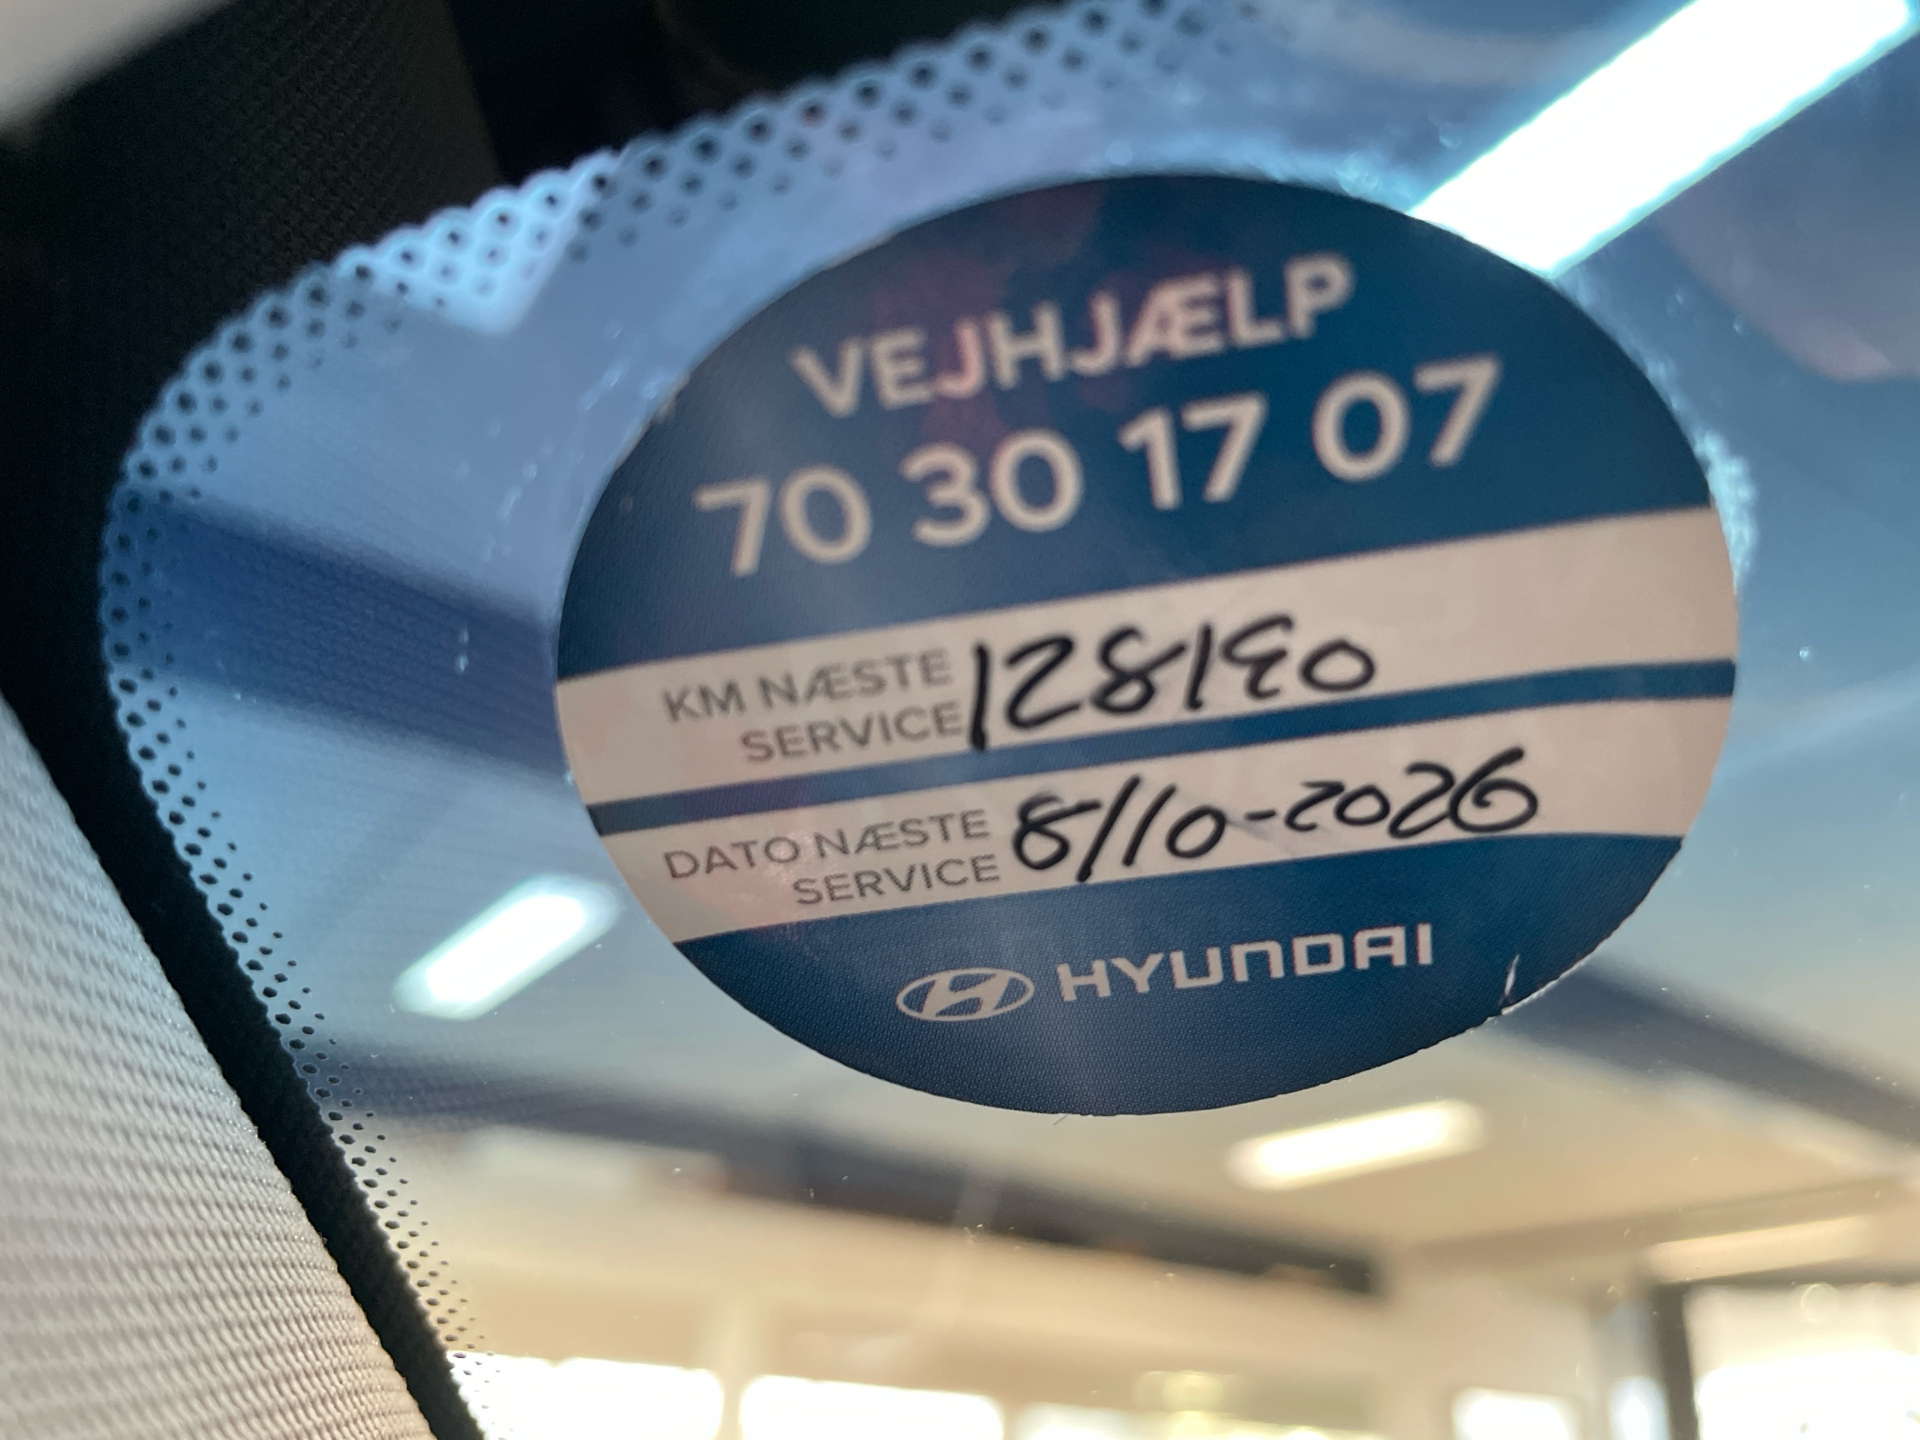 VEJHJÆLP
70 30 17 07
KM NÆSTE
SERVICE 128190
DATO NÆSTE
SERVICE 8/10-2026
HYUNDAI